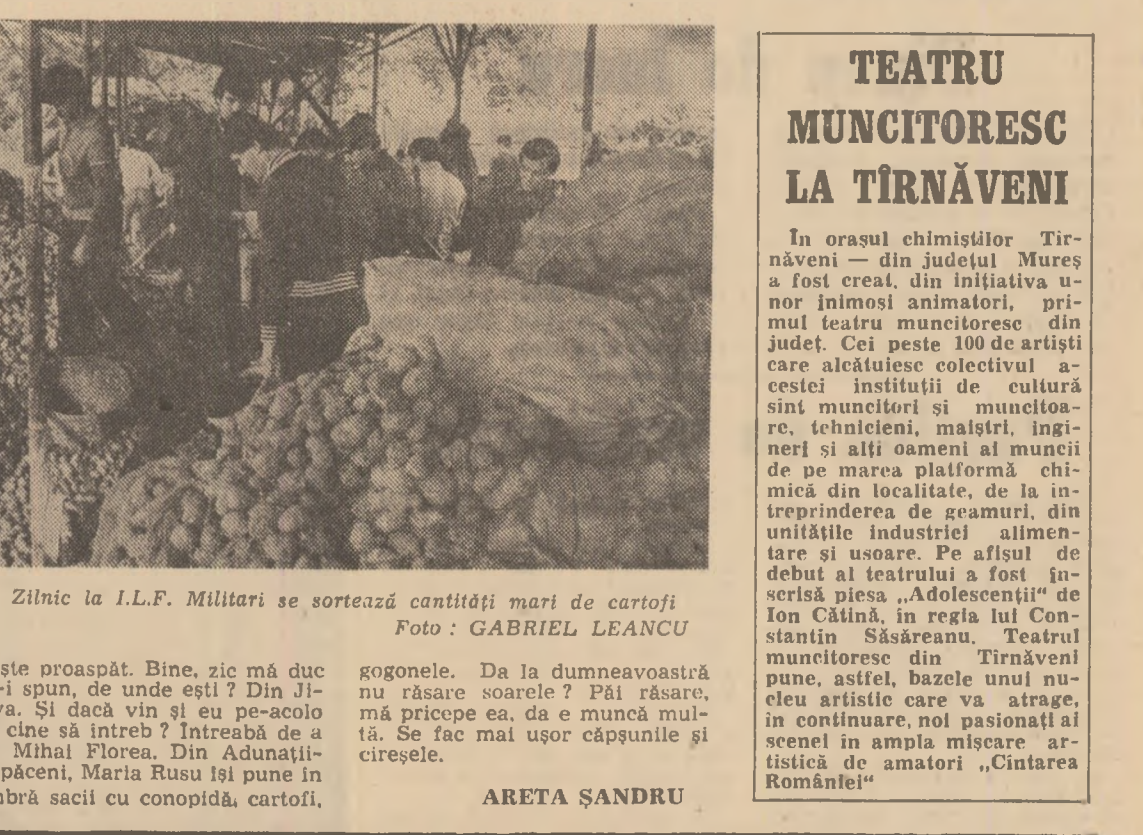 Zilnic la I.L.F. Militari se sortează cantități mari de cartofi
Foto : GABRIEL LEANCU
ște proaspăt. Bine, zic mă duc
-i spun, de unde ești ? Din Ji-
va. Și dacă vin și eu pe-acolo
cine să întreb ? Întreabă de a
Mihai Florea. Din Adunații-
păceni, Maria Rusu își pune în
mbră sacii cu conopidă, cartofi,
gogonele. Da la dumneavoastră
nu răsare soarele ? Păi răsare,
mă pricepe ea, da e muncă mul-
tă. Se fac mai ușor căpșunile și
cireșele.
ARETA ȘANDRU
TEATRU
MUNCITORESC
LA TÎRNĂVENI
În orașul chimiștilor Tîr-
năveni — din județul Mureș
a fost creat, din inițiativa u-
nor inimoși animatori, pri-
mul teatru muncitoresc din
județ. Cei peste 100 de artiști
care alcătuiesc colectivul a-
cestei instituții de cultură
sînt muncitori și muncitoa-
re, tehnicieni, maiștri, ingi-
neri și alți oameni ai muncii
de pe marea platformă chi-
mică din localitate, de la în-
treprinderea de geamuri, din
unitățile industriei alimen-
tare și ușoare. Pe afișul de
debut al teatrului a fost în-
scrisă piesa „Adolescenții“ de
Ion Cătină, în regia lui Con-
stantin Săsăreanu. Teatrul
muncitoresc din Tîrnăveni
pune, astfel, bazele unui nu-
cleu artistic care va atrage,
în continuare, noi pasionați ai
scenei în ampla mișcare ar-
tistică de amatori „Cîntarea
României“